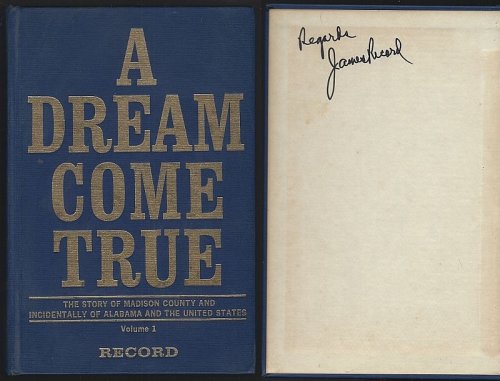 A
DREAM
COME
TRUE
THE STORY OF MADISON COUNTY AND
INCIDENTALLY OF ALABAMA AND THE UNITED STATES
Volume 1
RECORD
Regards
James Record